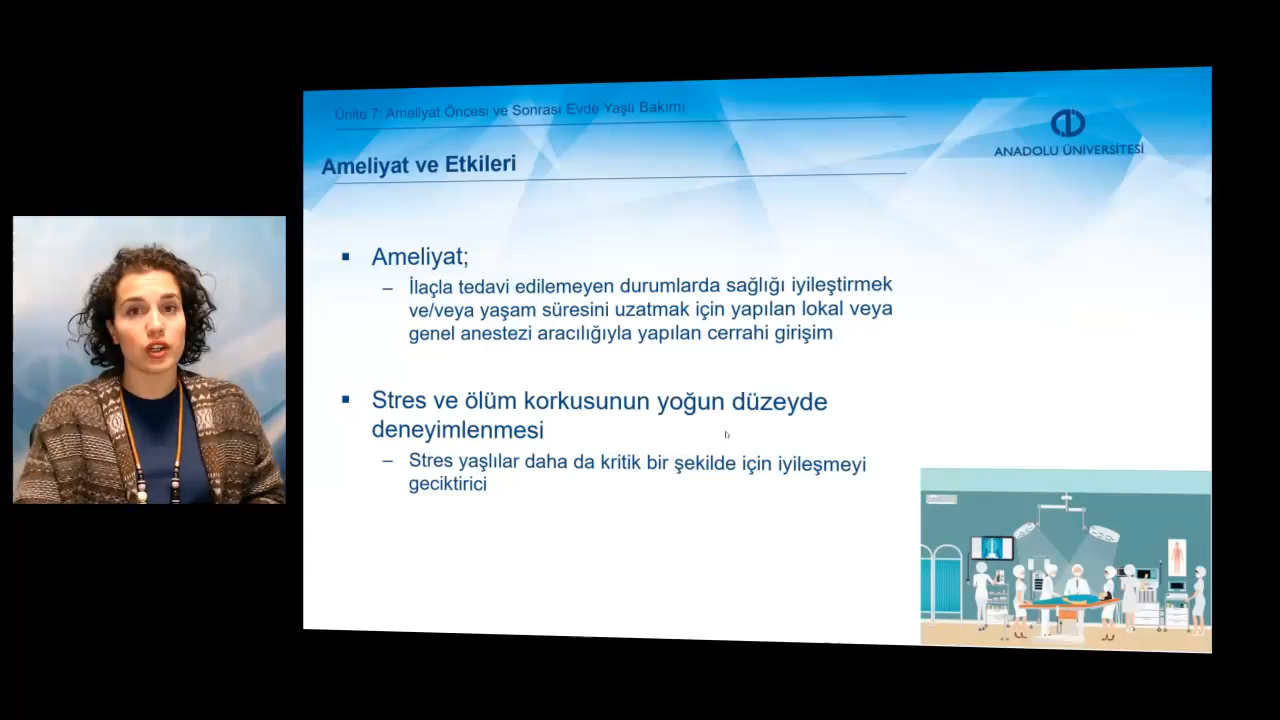 Ünite 7: Ameliyat Öncesi ve Sonrası Evde Yaşlı Bakımı
ANADOLU ÜNİVERSİTESİ
Ameliyat ve Etkileri
Ameliyat;
– İlaçla tedavi edilemeyen durumlarda sağlığı iyileştirmek
ve/veya yaşam süresini uzatmak için yapılan lokal veya
genel anestezi aracılığıyla yapılan cerrahi girişim
Stres ve ölüm korkusunun yoğun düzeyde
deneyimlenmesi
– Stres yaşlılar daha da kritik bir şekilde için iyileşmeyi
geciktirici